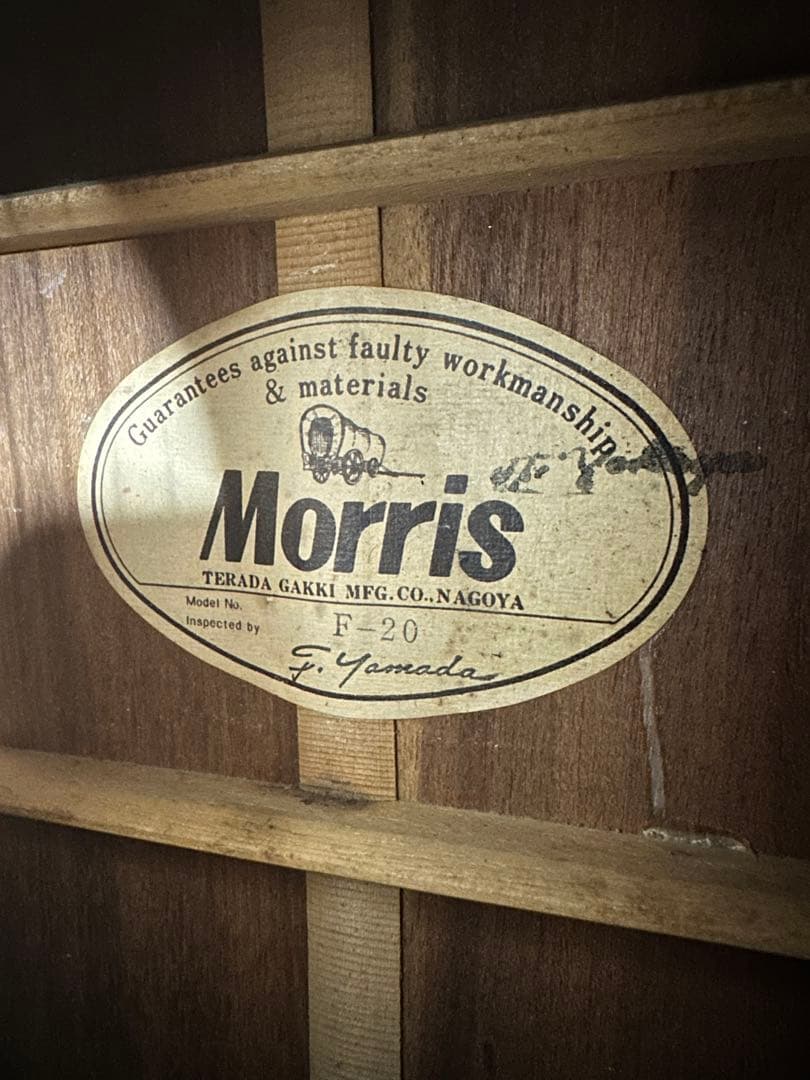 Guarantees against faulty workmanship
& materials
Morris
TERADA GAKKI MFG.CO..NAGOYA
Model No.
F-20
Inspected by
F. Yamada